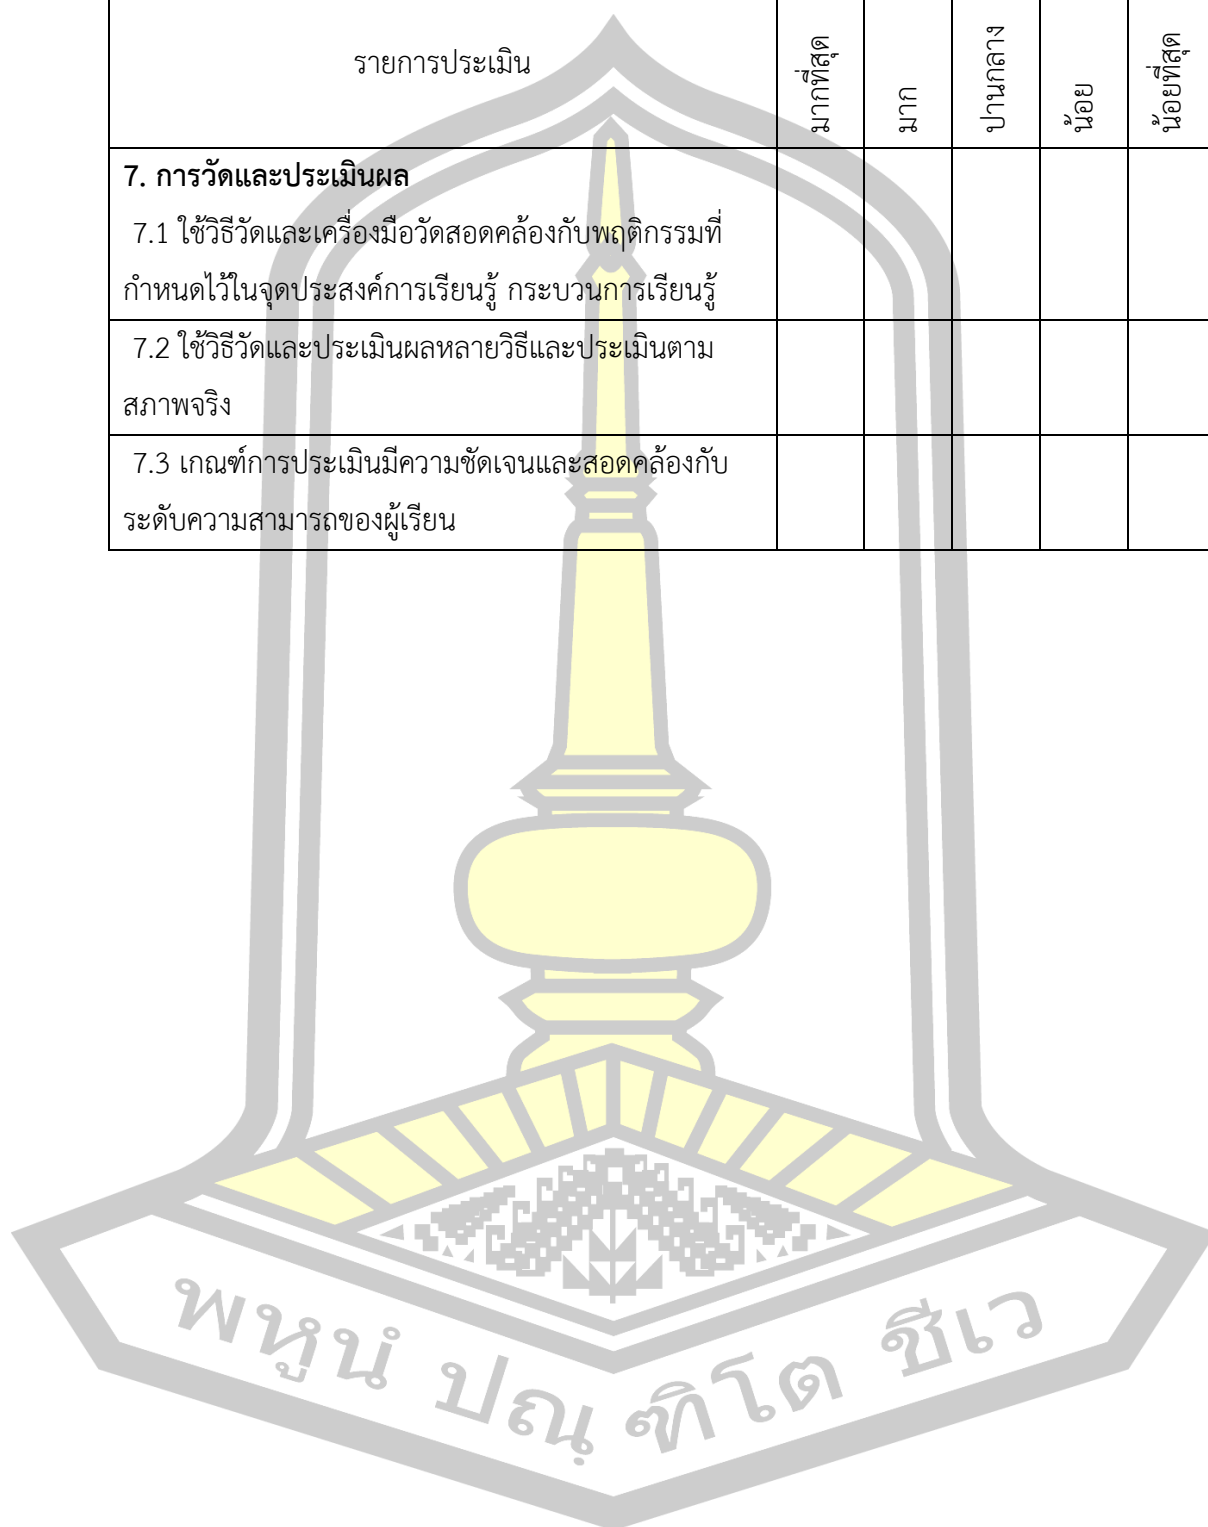 รายการประเมิน
มากที่สุด
มาก
ปานกลาง
น้อย
น้อยที่สุด
7. การวัดและประเมินผล
7.1 ใช้วิธีวัดและเครื่องมือวัดสอดคล้องกับพฤติกรรมที่
กำหนดไว้ในจุดประสงค์การเรียนรู้ กระบวนการเรียนรู้
7.2 ใช้วิธีวัดและประเมินผลหลายวิธีและประเมินตาม
สภาพจริง
7.3 เกณฑ์การประเมินมีความชัดเจนและสอดคล้องกับ
ระดับความสามารถของผู้เรียน
พหูนํ ปณฺฑิโต ชีเว